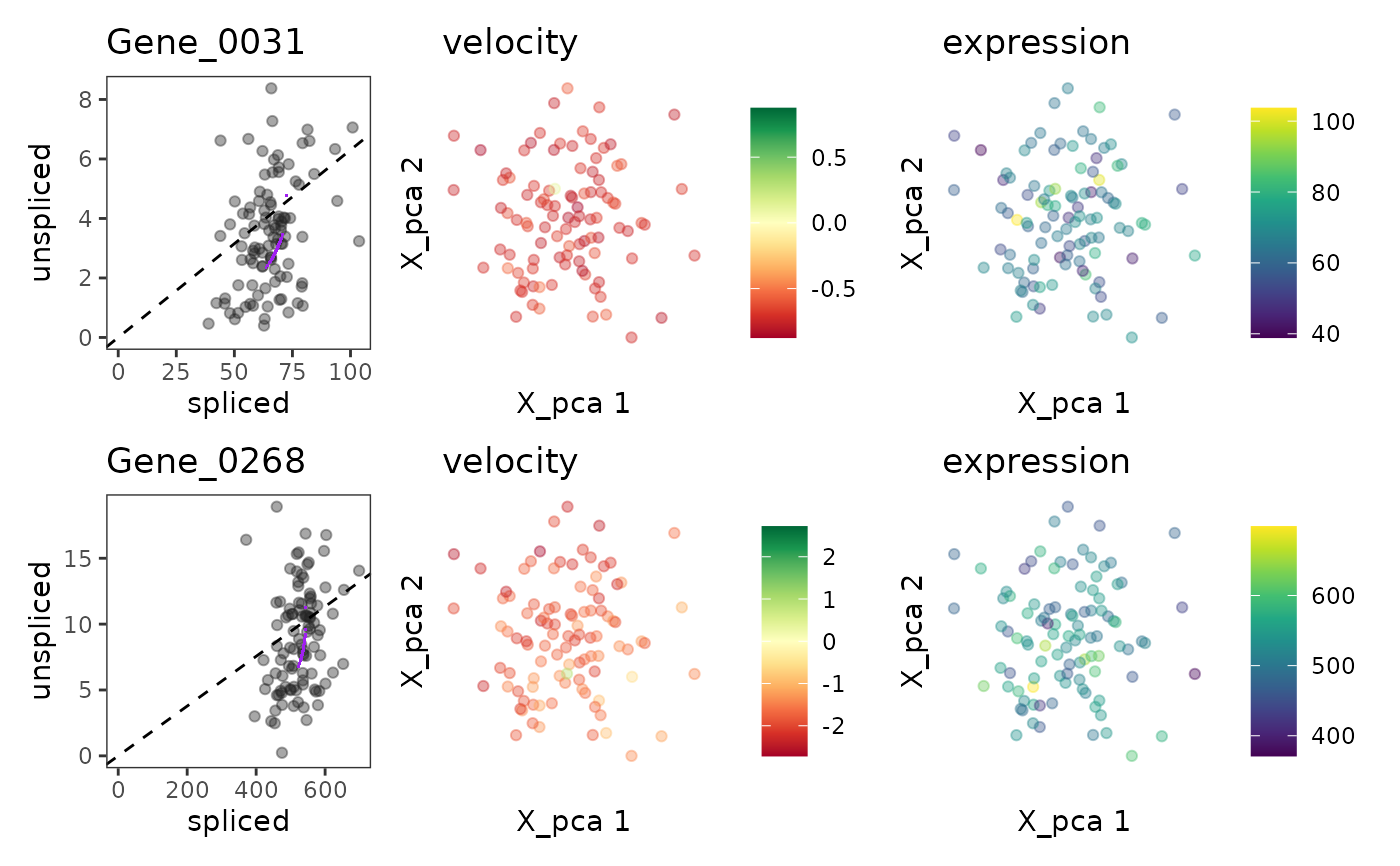 Gene_0031
velocity
expression
8
6
4
2
0
unspliced
0 25 50 75 100
spliced
X_pca 2
X_pca 1
0.5
0.0
-0.5
X_pca 2
X_pca 1
100
80
60
40
Gene_0268
velocity
expression
15
10
5
0
unspliced
0 200 400 600
spliced
X_pca 2
X_pca 1
2
1
0
-1
-2
X_pca 2
X_pca 1
600
500
400